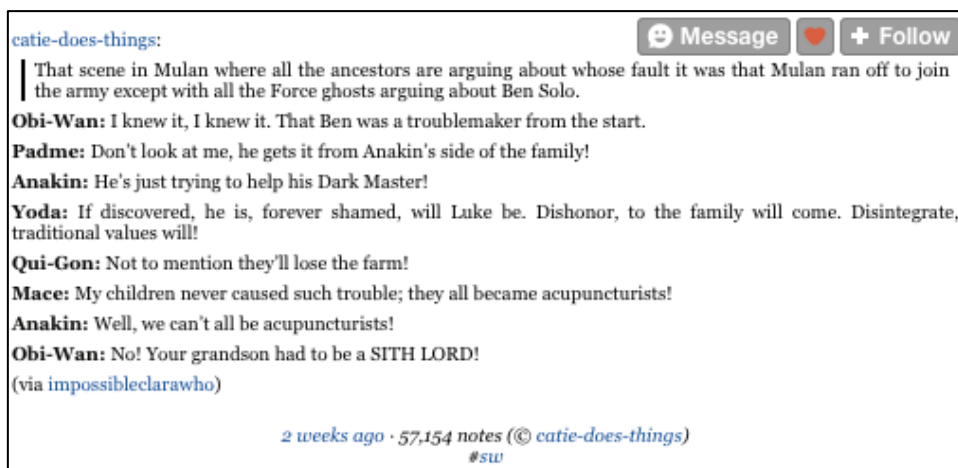 Message
+ Follow
catie-does-things:
That scene in Mulan where all the ancestors are arguing about whose fault it was that Mulan ran off to join
the army except with all the Force ghosts arguing about Ben Solo.
Obi-Wan: I knew it, I knew it. That Ben was a troublemaker from the start.
Padme: Don't look at me, he gets it from Anakin's side of the family!
Anakin: He's just trying to help his Dark Master!
Yoda: If discovered, he is, forever shamed, will Luke be. Dishonor, to the family will come. Disintegrate,
traditional values will!
Qui-Gon: Not to mention they'll lose the farm!
Mace: My children never caused such trouble; they all became acupuncturists!
Anakin: Well, we can't all be acupuncturists!
Obi-Wan: No! Your grandson had to be a SITH LORD!
(via impossibleclarawho)
2 weeks ago · 57,154 notes (© catie-does-things)
#sw